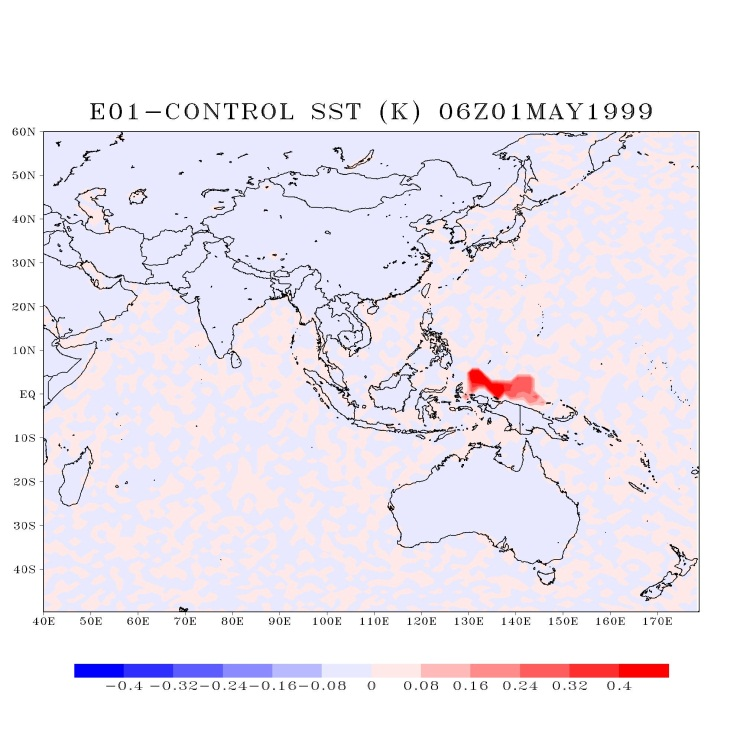 E01−CONTROL SST (K) 06Z01MAY1999
60N
50N
40N
30N
20N
10N
EQ
10S
20S
30S
40S
40E 50E 60E 70E 80E 90E 100E 110E 120E 130E 140E 150E 160E 170E
−0.4 −0.32 −0.24 −0.16 −0.08 0 0.08 0.16 0.24 0.32 0.4